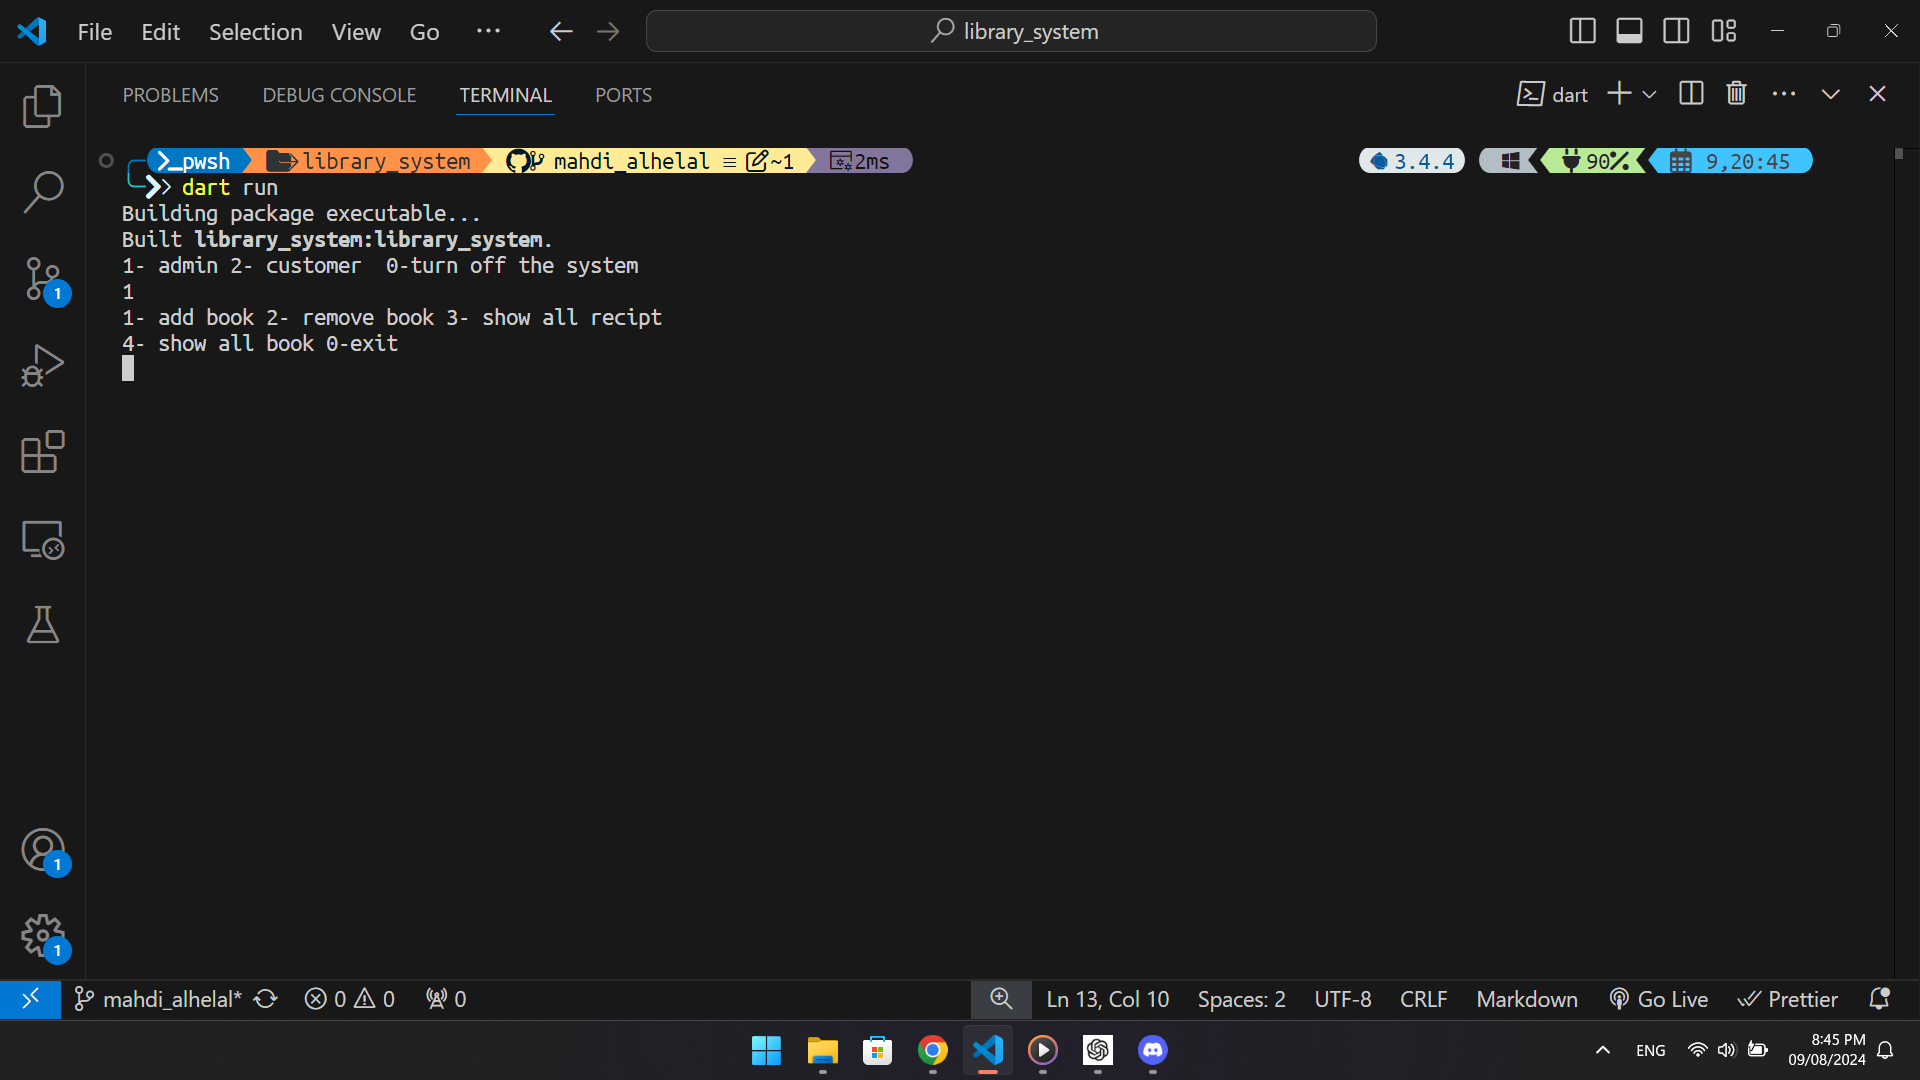 File Edit Selection View Go ··· library_system
PROBLEMS DEBUG CONSOLE TERMINAL PORTS dart
>_pwsh library_system mahdi_alhelal ≡ ~1 2ms 3.4.4 90% 9,20:45
dart run
Building package executable...
Built library_system:library_system.
1- admin 2- customer  0-turn off the system
1
1- add book 2- remove book 3- show all recipt
4- show all book 0-exit
1
1
1
mahdi_alhelal* 0 0 0 Ln 13, Col 10 Spaces: 2 UTF-8 CRLF Markdown Go Live Prettier
ENG 8:45 PM
09/08/2024